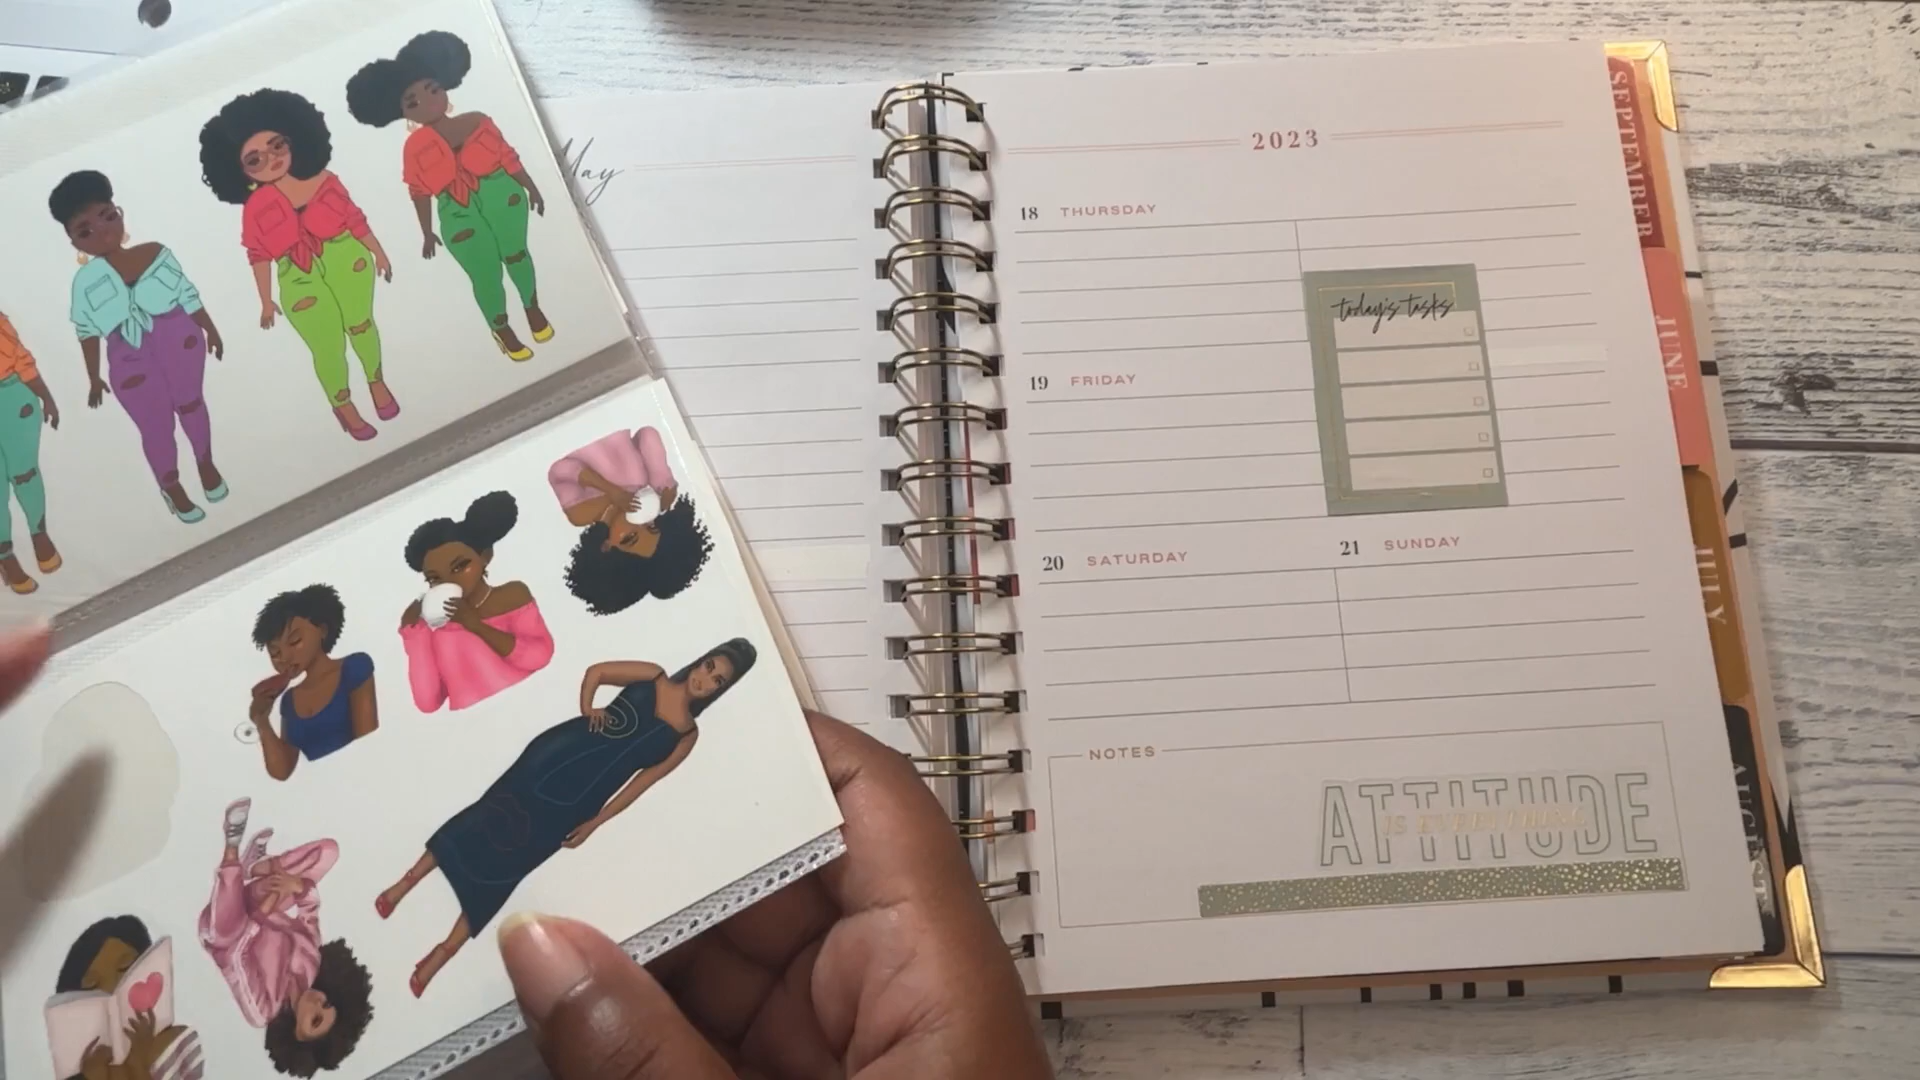 May
2023
18 THURSDAY
today's tasks
19 FRIDAY
20 SATURDAY
21 SUNDAY
NOTES
ATTITUDE
IS EVERYTHING
SEPTEMBER
JUNE
JULY
AUGUST